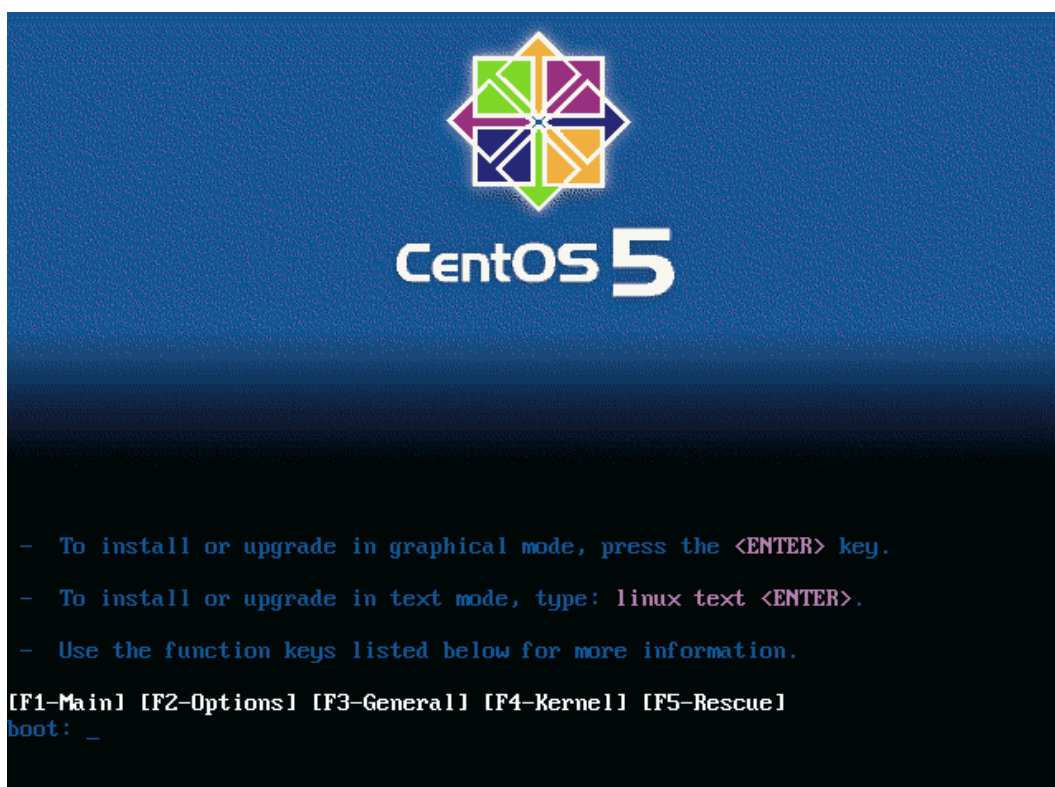 CentOS 5
- To install or upgrade in graphical mode, press the <ENTER> key.
- To install or upgrade in text mode, type: linux text <ENTER>.
- Use the function keys listed below for more information.
[F1-Main] [F2-Options] [F3-General] [F4-Kernel] [F5-Rescue]
boot: _